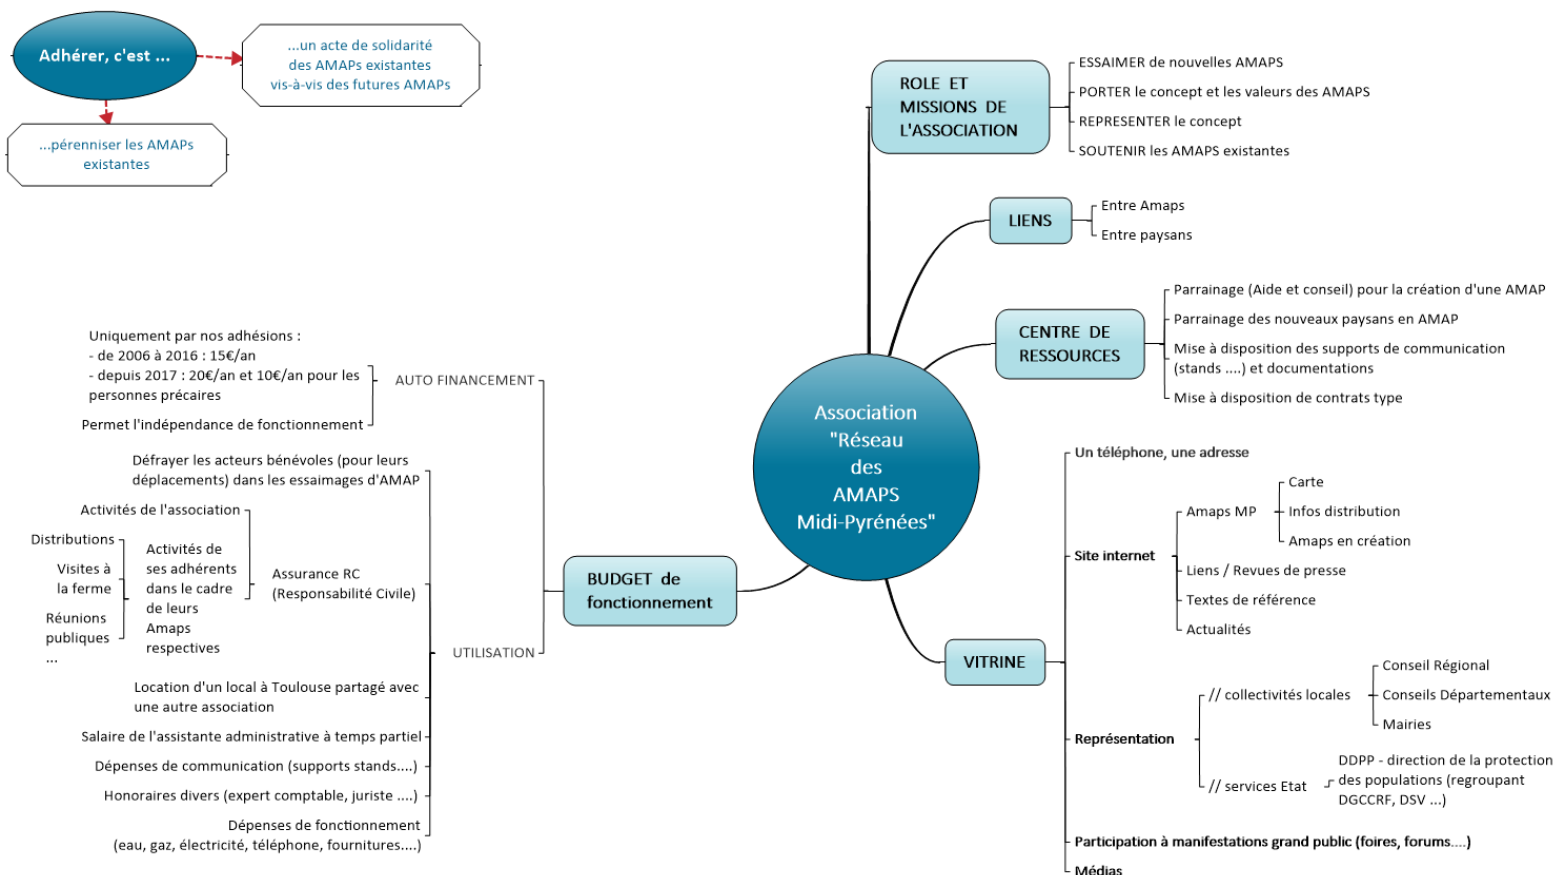 Adhérer, c'est ...
...un acte de solidarité
des AMAPs existantes
vis-à-vis des futures AMAPs
...pérenniser les AMAPs
existantes
Association
"Réseau
des
AMAPS
Midi-Pyrénées"
ROLE ET
MISSIONS DE
L'ASSOCIATION
ESSAIMER de nouvelles AMAPS
PORTER le concept et les valeurs des AMAPS
REPRESENTER le concept
SOUTENIR les AMAPS existantes
LIENS
Entre Amaps
Entre paysans
CENTRE DE
RESSOURCES
Parrainage (Aide et conseil) pour la création d'une AMAP
Parrainage des nouveaux paysans en AMAP
Mise à disposition des supports de communication
(stands ....) et documentations
Mise à disposition de contrats type
VITRINE
Un téléphone, une adresse
Site internet
Amaps MP
Carte
Infos distribution
Amaps en création
Liens / Revues de presse
Textes de référence
Actualités
Représentation
// collectivités locales
Conseil Régional
Conseils Départementaux
Mairies
// services Etat
DDPP - direction de la protection
des populations (regroupant
DGCCRF, DSV ...)
Participation à manifestations grand public (foires, forums....)
Médias
BUDGET de
fonctionnement
AUTO FINANCEMENT
Uniquement par nos adhésions :
- de 2006 à 2016 : 15€/an
- depuis 2017 : 20€/an et 10€/an pour les
personnes précaires
Permet l'indépendance de fonctionnement
UTILISATION
Défrayer les acteurs bénévoles (pour leurs
déplacements) dans les essaimages d'AMAP
Assurance RC
(Responsabilité Civile)
Activités de l'association
Activités de
ses adhérents
dans le cadre
de leurs
Amaps
respectives
Distributions
Visites à
la ferme
Réunions
publiques
...
Location d'un local à Toulouse partagé avec
une autre association
Salaire de l'assistante administrative à temps partiel
Dépenses de communication (supports stands....)
Honoraires divers (expert comptable, juriste ....)
Dépenses de fonctionnement
(eau, gaz, électricité, téléphone, fournitures....)